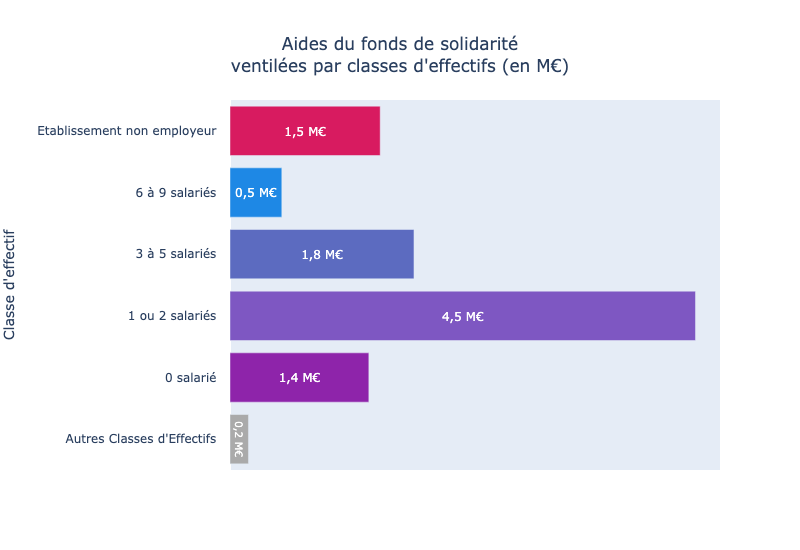 Aides du fonds de solidarité
ventilées par classes d'effectifs (en M€)
Classe d'effectif
Etablissement non employeur
1,5 M€
6 à 9 salariés
0,5 M€
3 à 5 salariés
1,8 M€
1 ou 2 salariés
4,5 M€
0 salarié
1,4 M€
Autres Classes d'Effectifs
0,2 M€